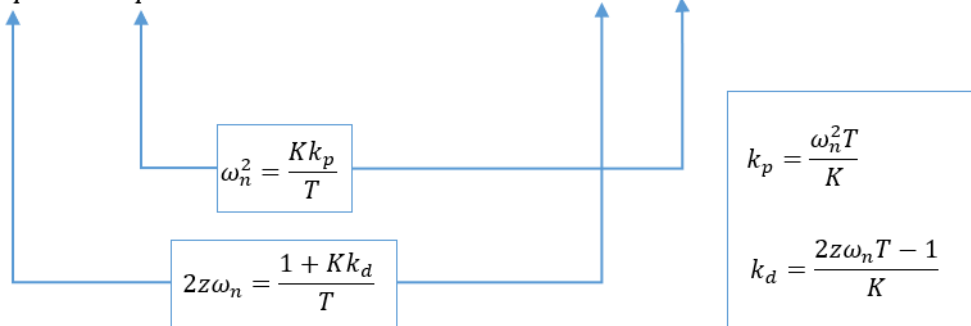 ω_n^2 = Kk_p / T
k_p = ω_n^2 T / K
2zω_n = (1 + Kk_d) / T
k_d = (2zω_n T − 1) / K